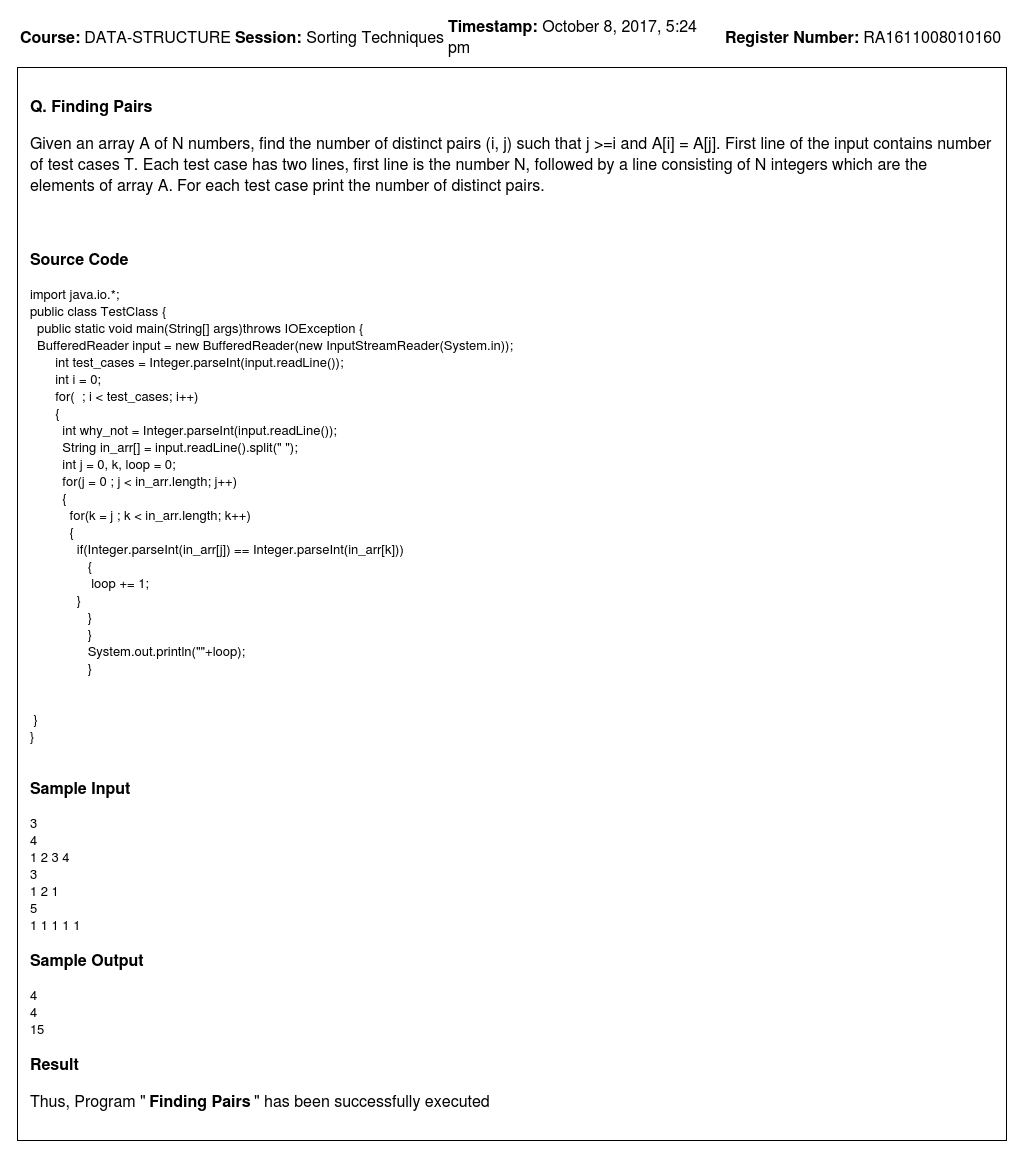 Course: DATA-STRUCTURE Session: Sorting Techniques Timestamp: October 8, 2017, 5:24 pm Register Number: RA1611008010160
Q. Finding Pairs
Given an array A of N numbers, find the number of distinct pairs (i, j) such that j >=i and A[i] = A[j]. First line of the input contains number
of test cases T. Each test case has two lines, first line is the number N, followed by a line consisting of N integers which are the
elements of array A. For each test case print the number of distinct pairs.
Source Code
import java.io.*;
public class TestClass {
  public static void main(String[] args)throws IOException {
  BufferedReader input = new BufferedReader(new InputStreamReader(System.in));
       int test_cases = Integer.parseInt(input.readLine());
       int i = 0;
       for(  ; i < test_cases; i++)
       {
         int why_not = Integer.parseInt(input.readLine());
         String in_arr[] = input.readLine().split(" ");
         int j = 0, k, loop = 0;
         for(j = 0 ; j < in_arr.length; j++)
         {
           for(k = j ; k < in_arr.length; k++)
           {
             if(Integer.parseInt(in_arr[j]) == Integer.parseInt(in_arr[k]))
                {
                 loop += 1;
             }
                }
                }
                System.out.println(""+loop);
                }
 }
}
Sample Input
3
4
1 2 3 4
3
1 2 1
5
1 1 1 1 1
Sample Output
4
4
15
Result
Thus, Program " Finding Pairs " has been successfully executed